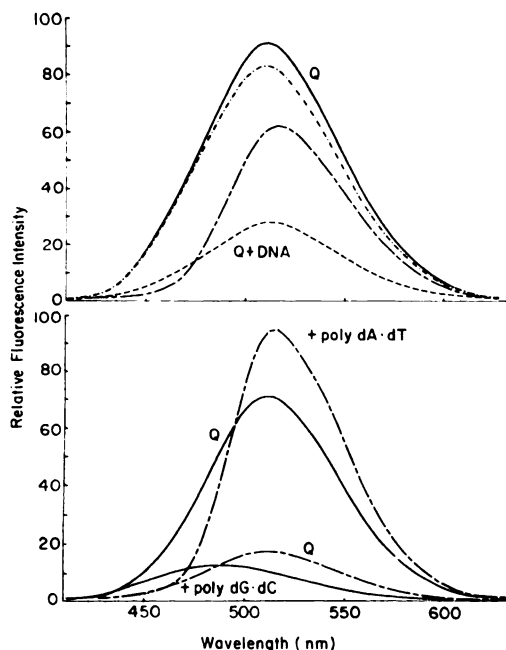 100
80
60
40
20
0
Q
Q+DNA
Relative Fluorescence Intensity
100
80
60
40
20
0
+ poly dA·dT
Q
Q
+ poly dG·dC
450
500
550
600
Wavelength (nm)